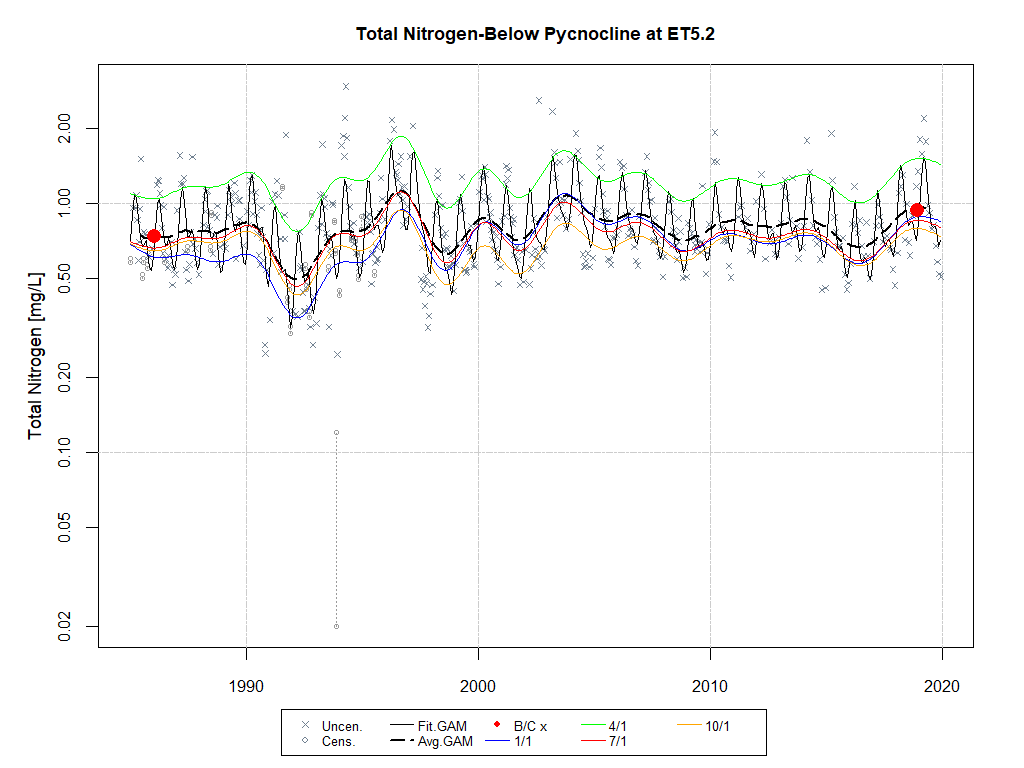 Total Nitrogen-Below Pycnocline at ET5.2
Total Nitrogen [mg/L]
2.00
1.00
0.50
0.20
0.10
0.05
0.02
1990 2000 2010 2020
Uncen. Fit.GAM B/C x 4/1 10/1
Cens. Avg.GAM 1/1 7/1